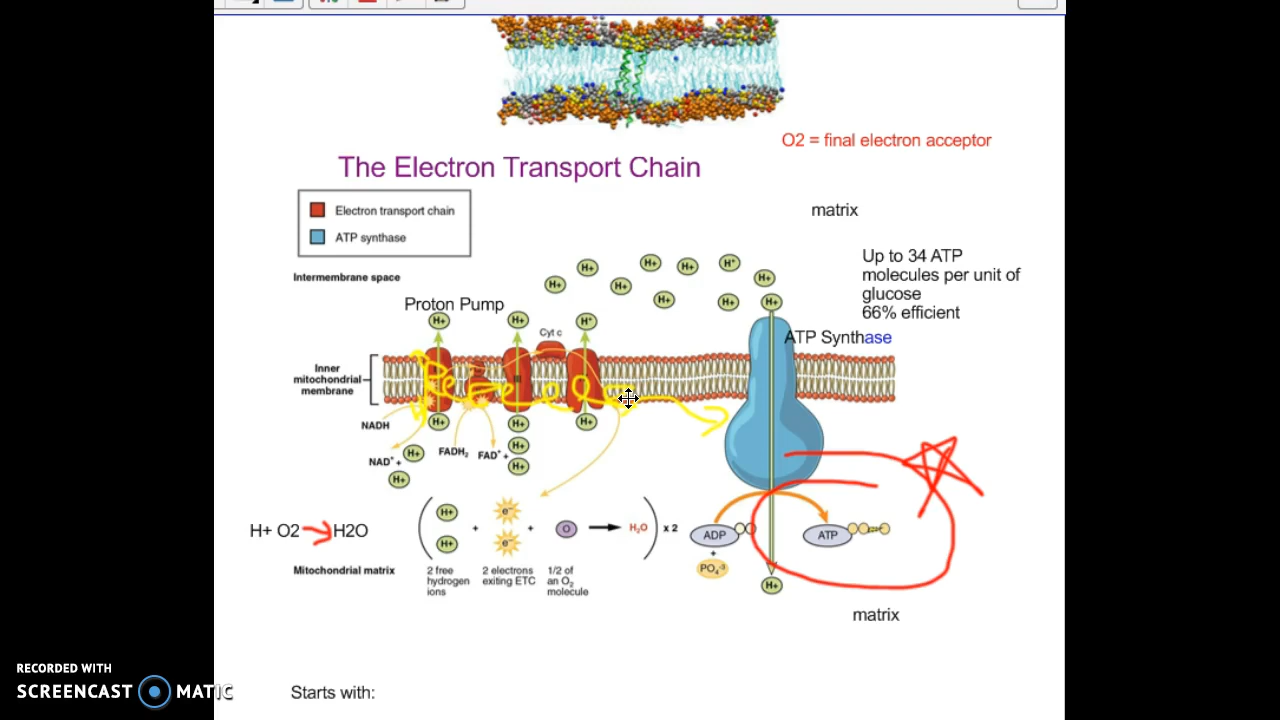 O2 = final electron acceptor
The Electron Transport Chain
matrix
Electron transport chain
ATP synthase
Up to 34 ATP
molecules per unit of
glucose
66% efficient
Intermembrane space
H+ H+ H+ H+ H+ H+ H+ H+ H+ H+
Proton Pump
H+ H+ H+
Cyt c
ATP Synthase
Inner
mitochondrial
membrane
III
NADH
H+ H+ H+
NAD+ + H+
H+
FADH2
FAD+ +
H+
H+
H+ O2 H2O
H+ + e- + O H2O x 2
H+ e-
ADP
+
PO4-3
ATP
H+
Mitochondrial matrix
2 free
hydrogen
ions
2 electrons
exiting ETC
1/2 of
an O2
molecule
matrix
Starts with:
RECORDED WITH
SCREENCAST MATIC